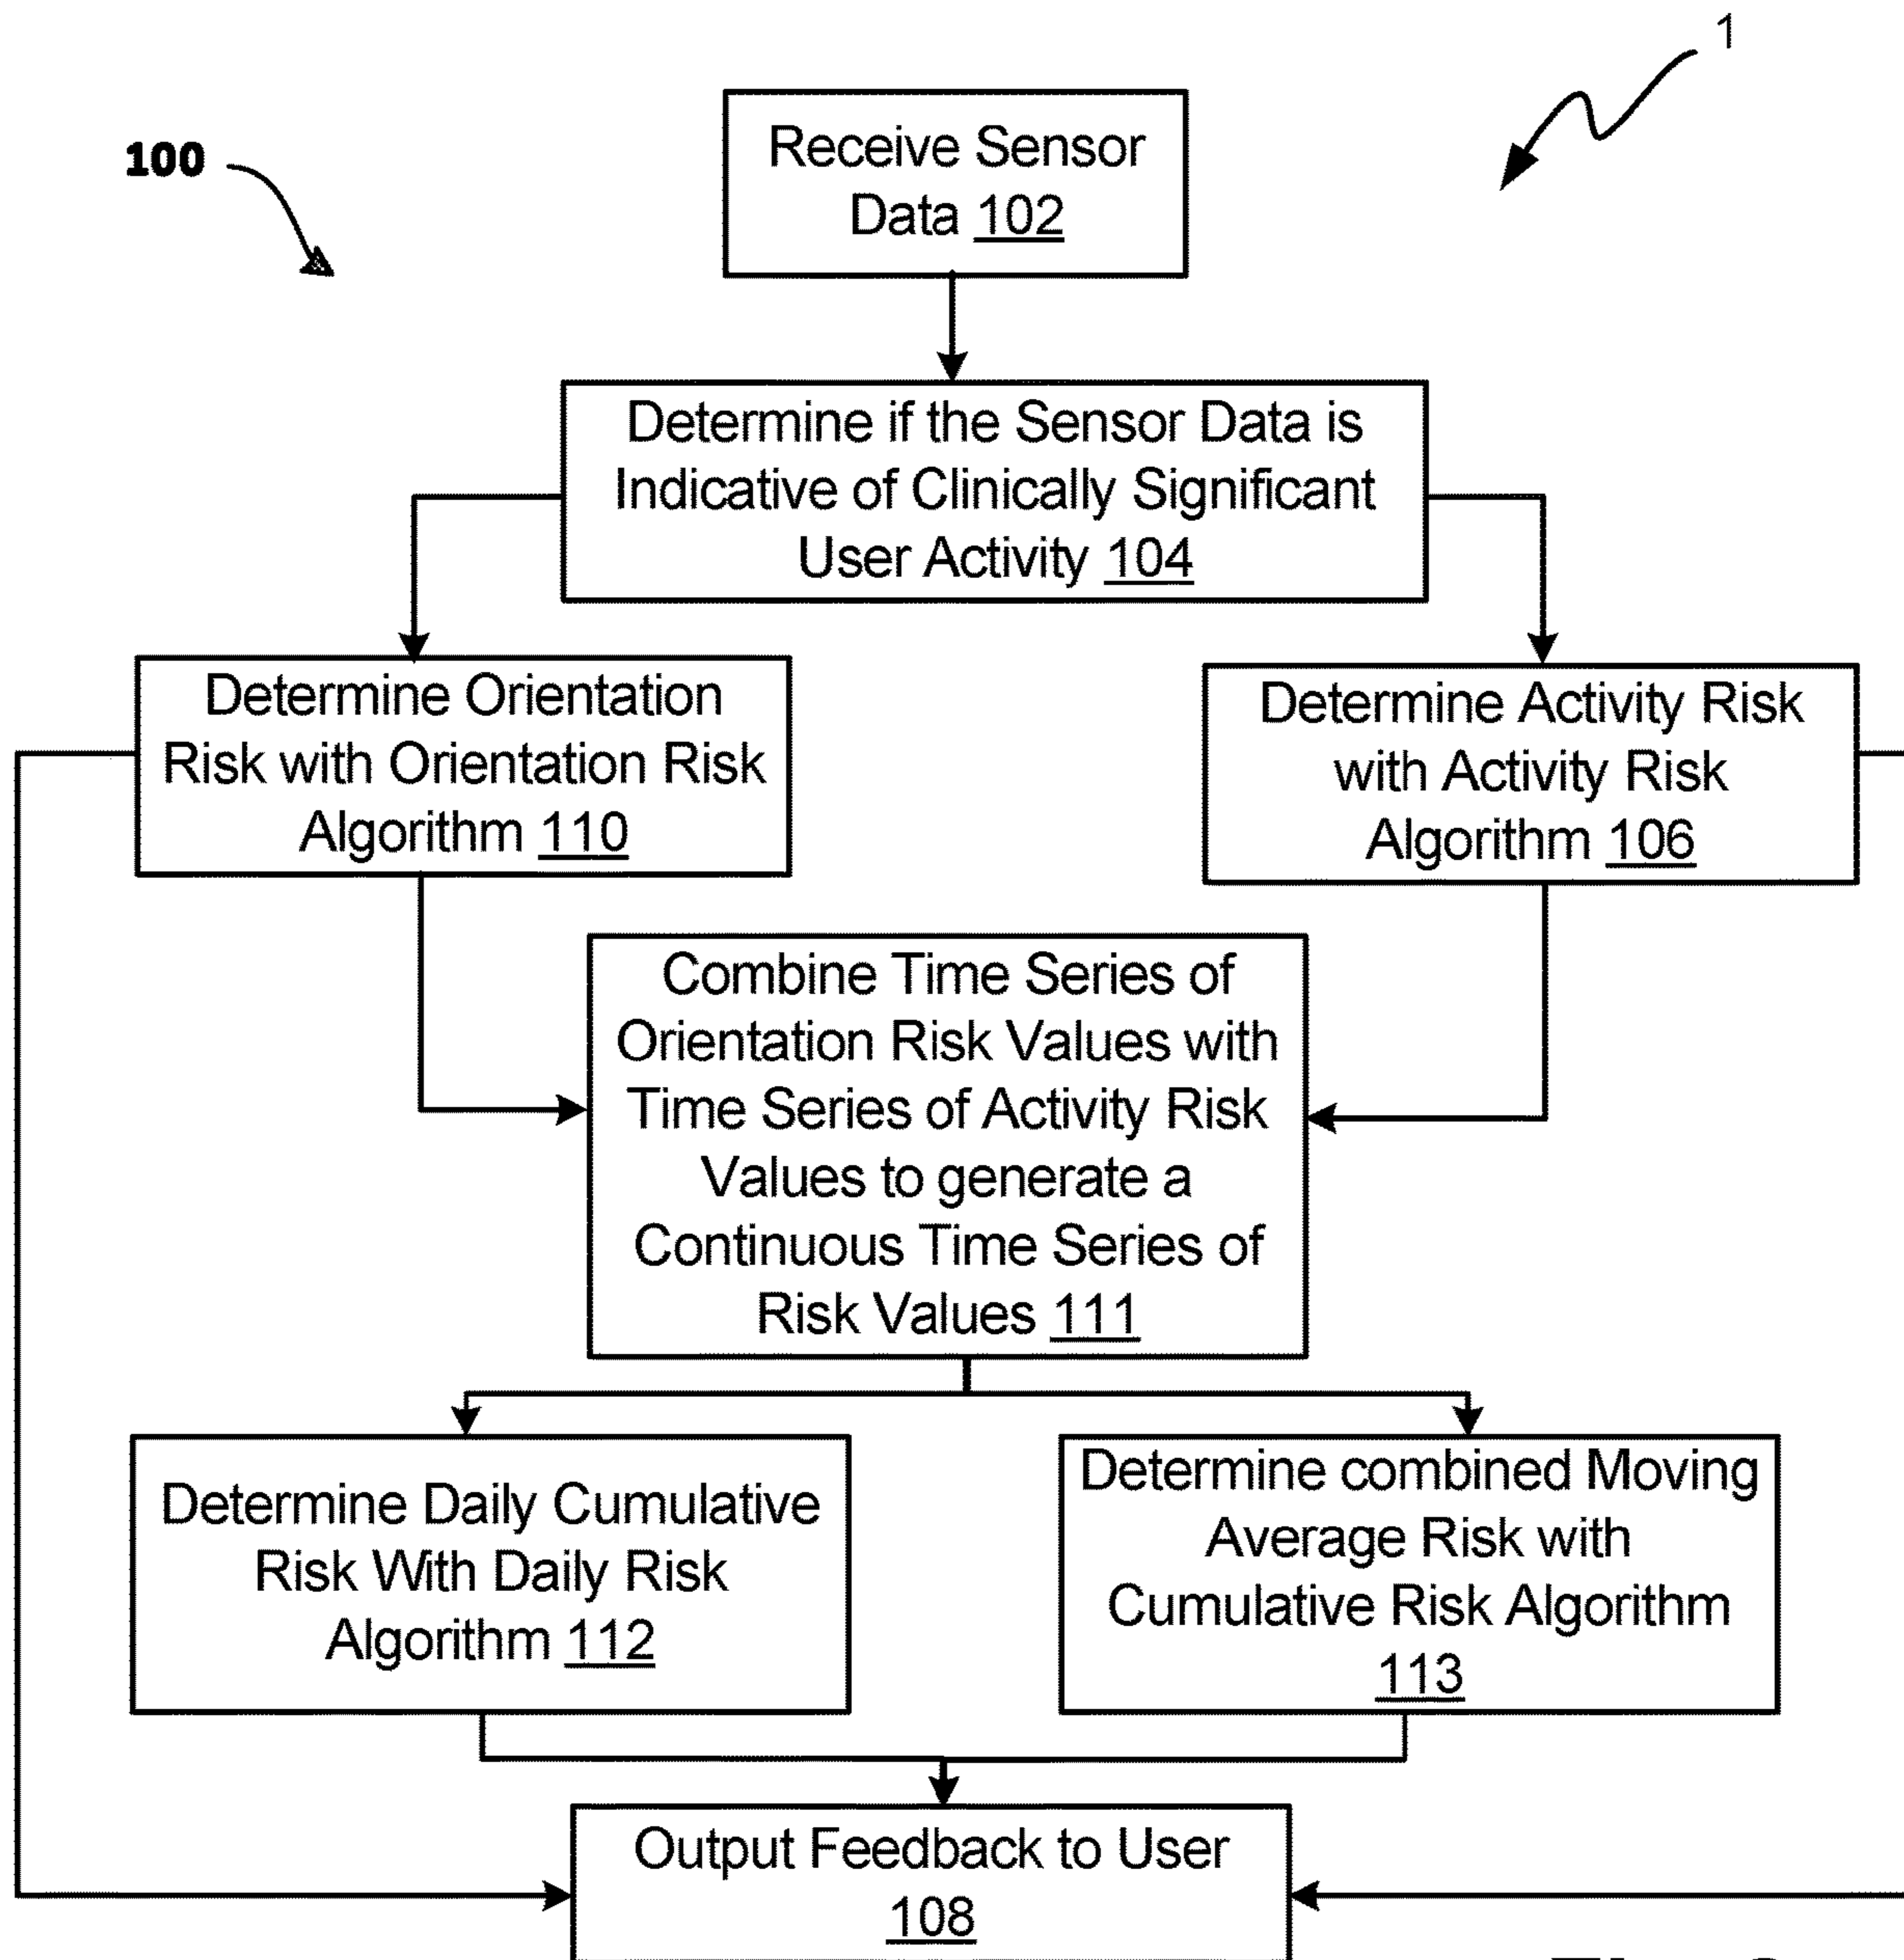 1
100
Receive Sensor
Data 102
Determine if the Sensor Data is
Indicative of Clinically Significant
User Activity 104
Determine Orientation
Risk with Orientation Risk
Algorithm 110
Determine Activity Risk
with Activity Risk
Algorithm 106
Combine Time Series of
Orientation Risk Values with
Time Series of Activity Risk
Values to generate a
Continuous Time Series of
Risk Values 111
Determine Daily Cumulative
Risk With Daily Risk
Algorithm 112
Determine combined Moving
Average Risk with
Cumulative Risk Algorithm
113
Output Feedback to User
108